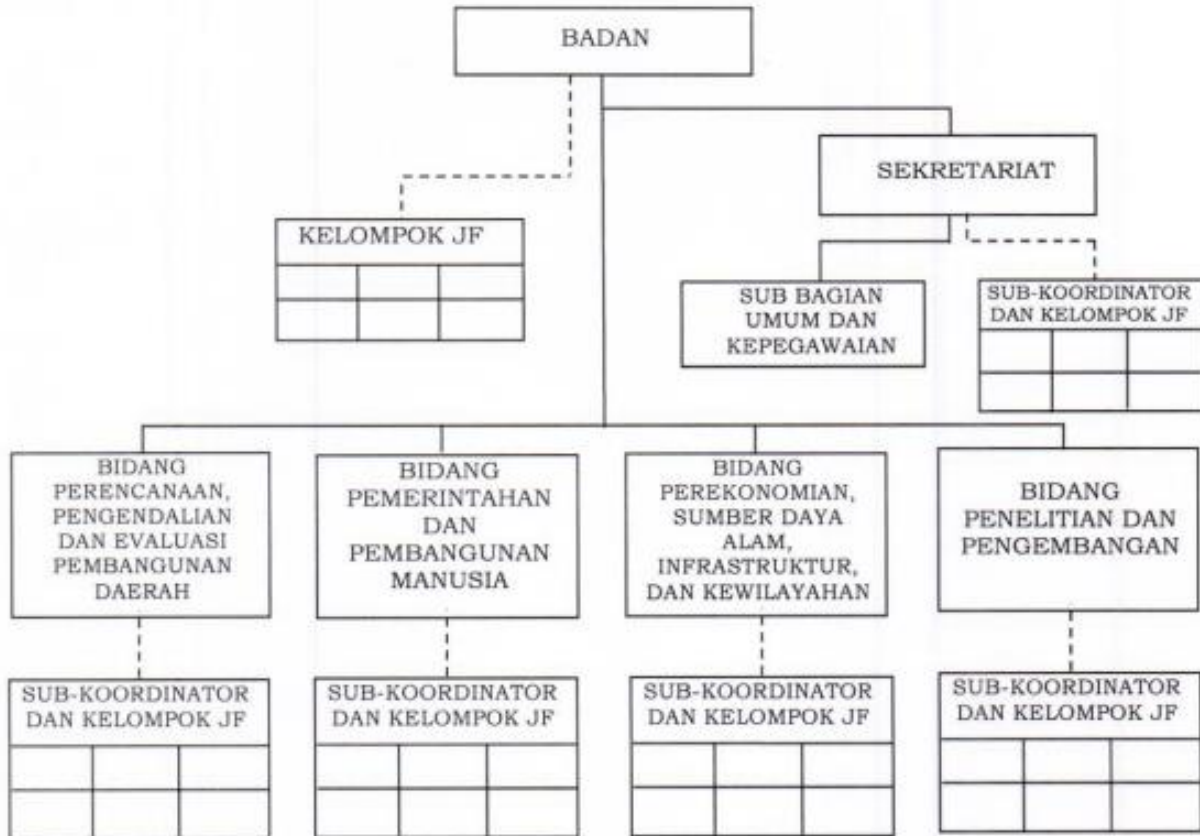 BADAN
SEKRETARIAT
KELOMPOK JF
SUB BAGIAN
UMUM DAN
KEPEGAWAIAN
SUB-KOORDINATOR
DAN KELOMPOK JF
BIDANG
PERENCANAAN,
PENGENDALIAN
DAN EVALUASI
PEMBANGUNAN
DAERAH
BIDANG
PEMERINTAHAN
DAN
PEMBANGUNAN
MANUSIA
BIDANG
PEREKONOMIAN,
SUMBER DAYA
ALAM,
INFRASTRUKTUR,
DAN KEWILAYAHAN
BIDANG
PENELITIAN DAN
PENGEMBANGAN
SUB-KOORDINATOR
DAN KELOMPOK JF
SUB-KOORDINATOR
DAN KELOMPOK JF
SUB-KOORDINATOR
DAN KELOMPOK JF
SUB-KOORDINATOR
DAN KELOMPOK JF